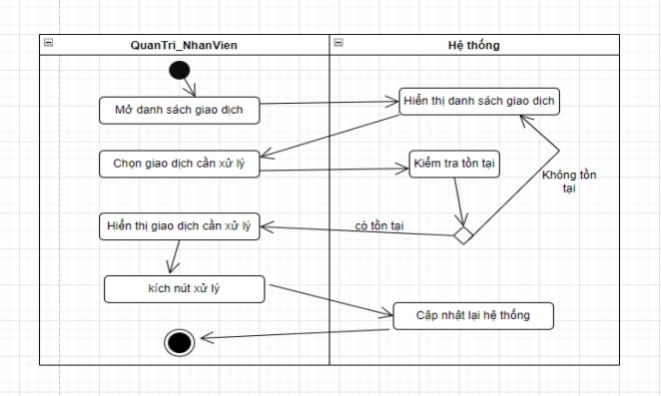 QuanTri_NhanVien
Hệ thống
Mở danh sách giao dịch
Hiển thị danh sách giao dịch
Chọn giao dịch cần xử lý
Kiểm tra tồn tại
Không tồn
tại
Hiển thị giao dịch cần xử lý
có tồn tại
kích nút xử lý
Cập nhật lại hệ thống